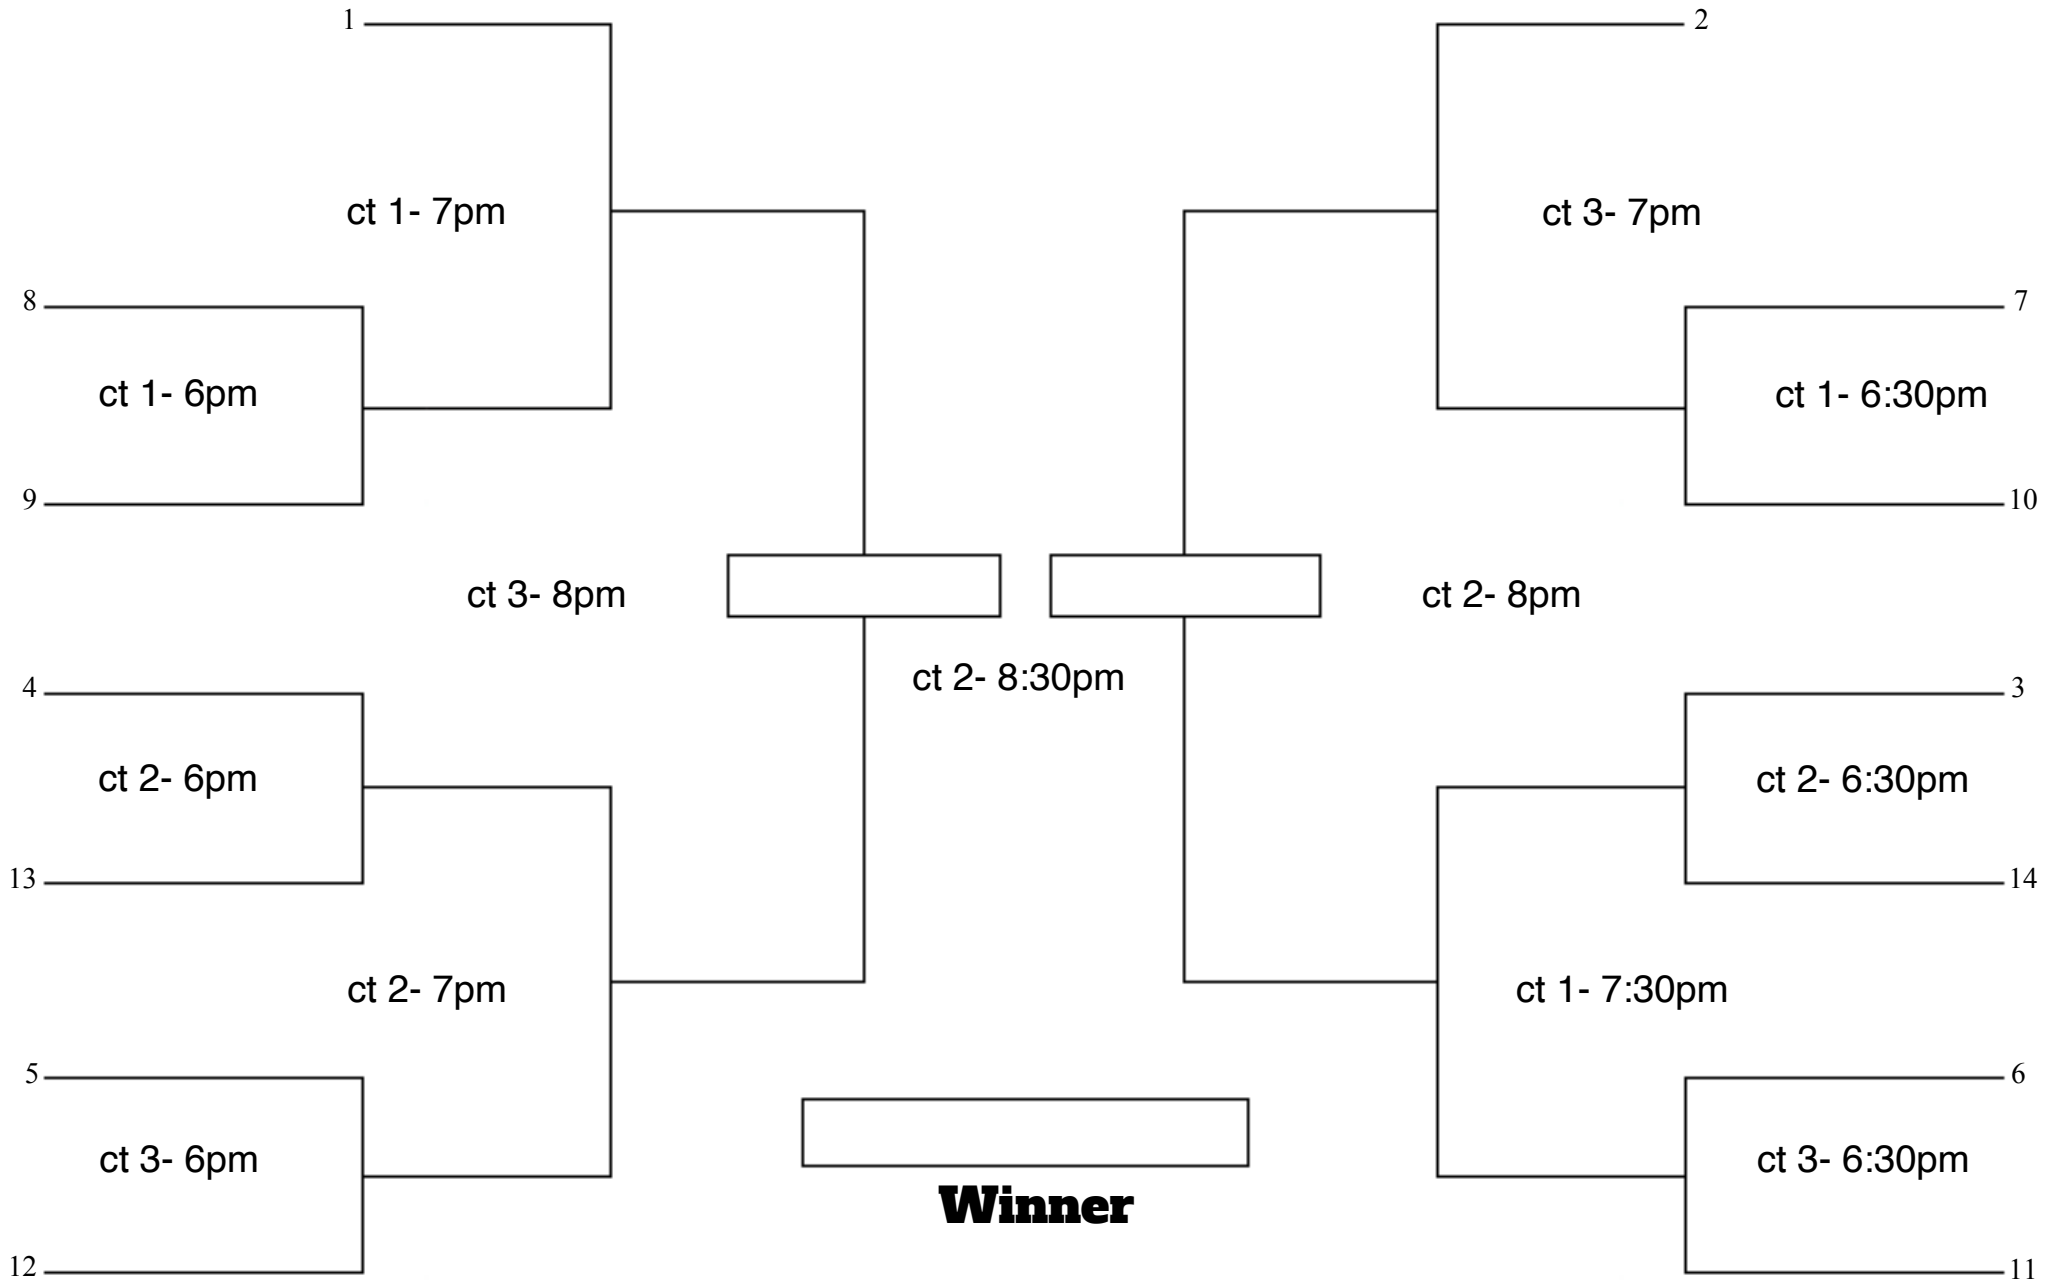 1
2
ct 1- 7pm
ct 3- 7pm
8
7
ct 1- 6pm
ct 1- 6:30pm
9
10
ct 3- 8pm
ct 2- 8pm
ct 2- 8:30pm
4
3
ct 2- 6pm
ct 2- 6:30pm
13
14
ct 2- 7pm
ct 1- 7:30pm
5
6
ct 3- 6pm
ct 3- 6:30pm
Winner
12
11